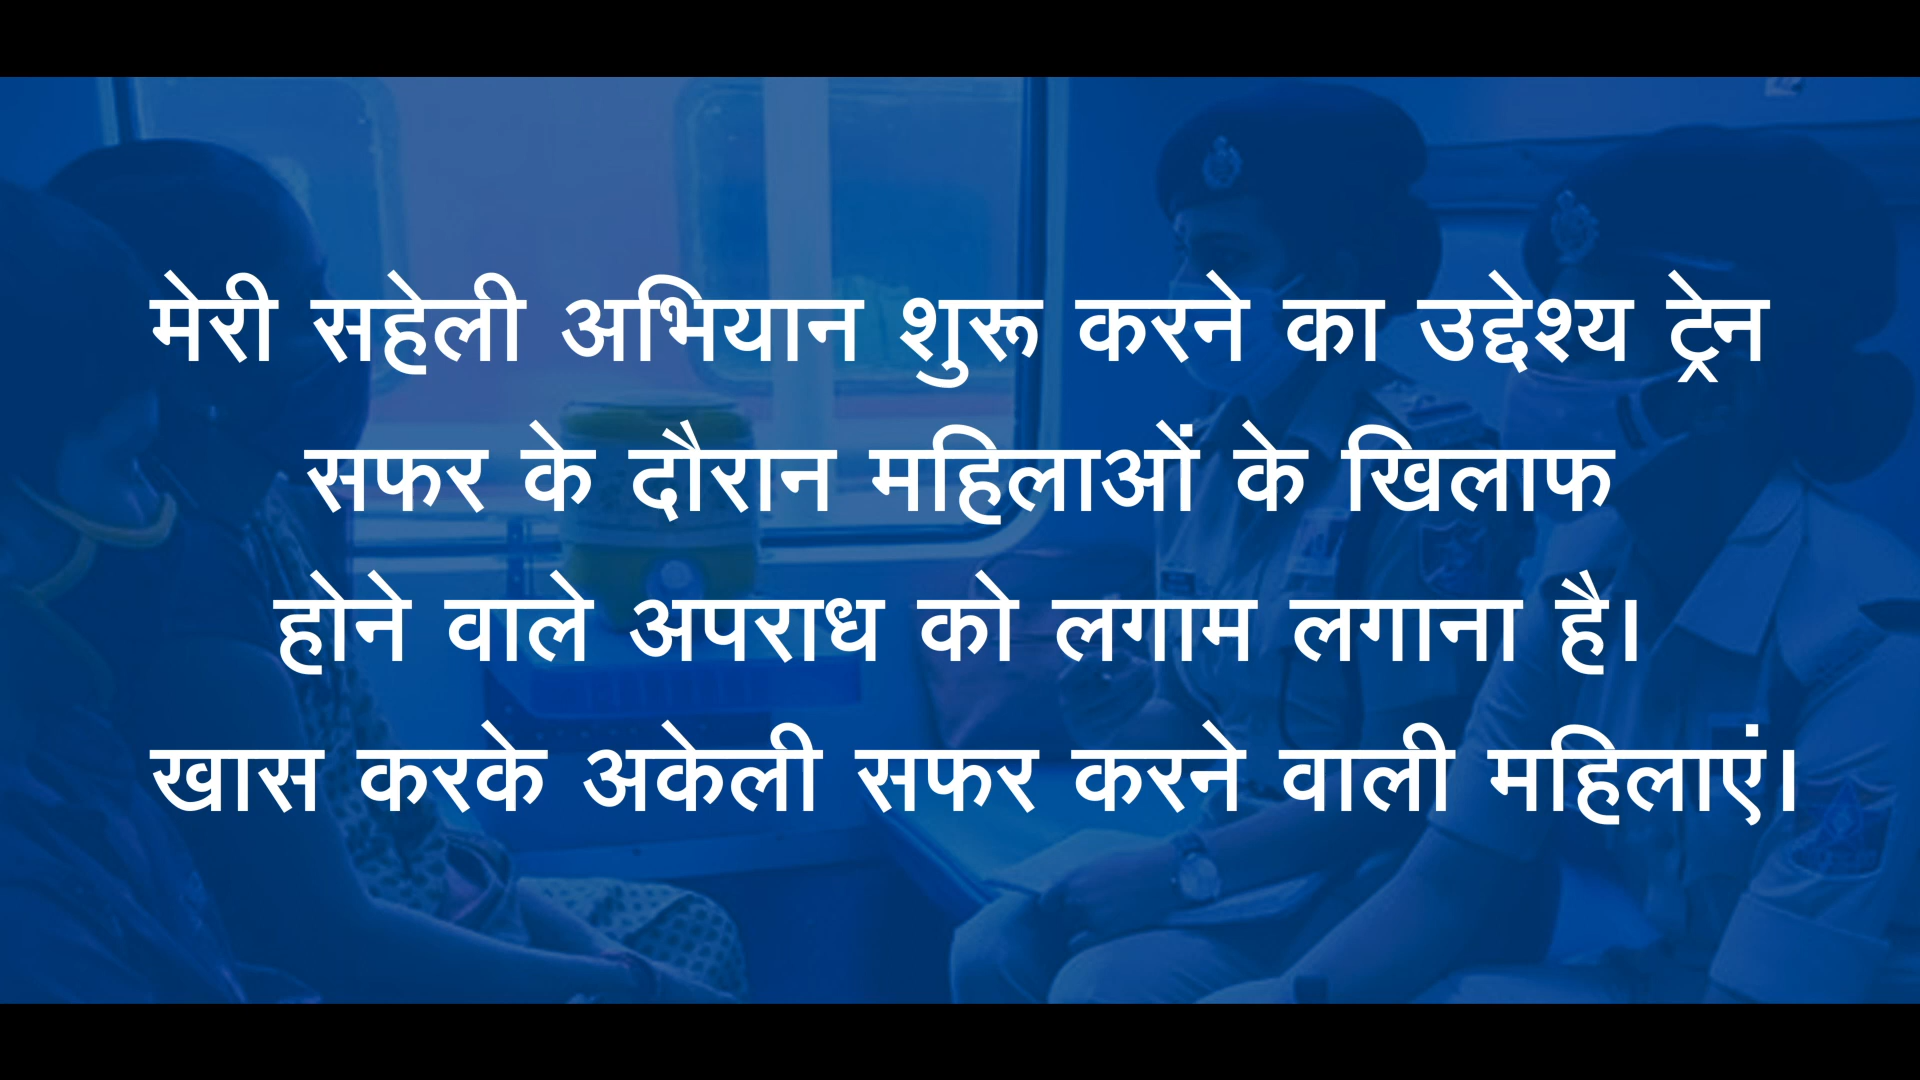 मेरी सहेली अभियान शुरू करने का उद्देश्य ट्रेन
सफर के दौरान महिलाओं के खिलाफ
होने वाले अपराध को लगाम लगाना है।
खास करके अकेली सफर करने वाली महिलाएं।